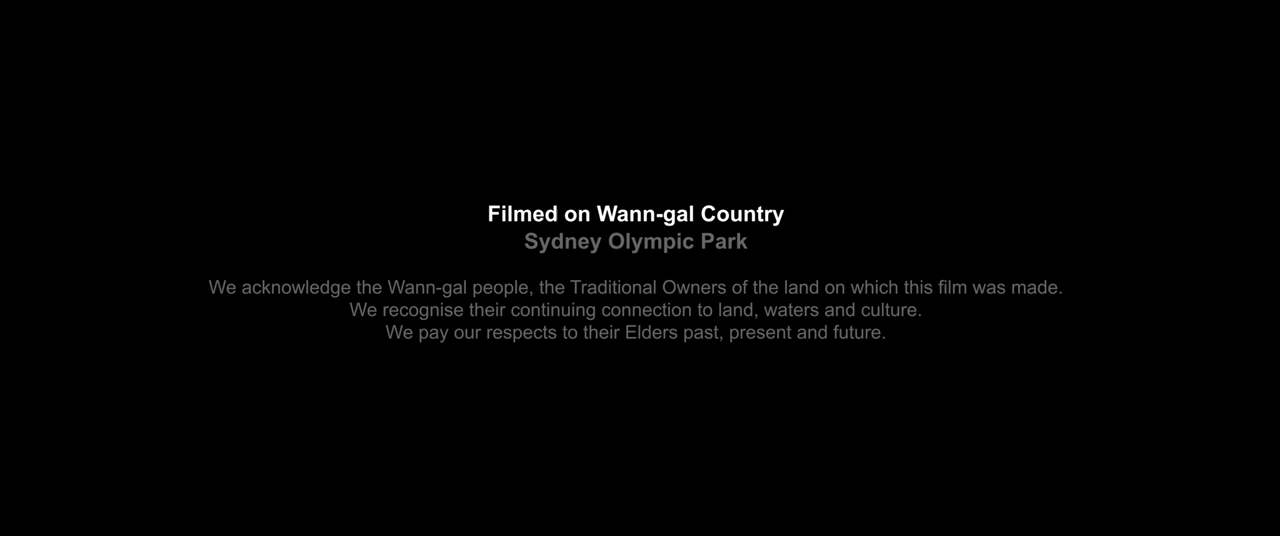 Filmed on Wann-gal Country
Sydney Olympic Park
We acknowledge the Wann-gal people, the Traditional Owners of the land on which this film was made.
We recognise their continuing connection to land, waters and culture.
We pay our respects to their Elders past, present and future.